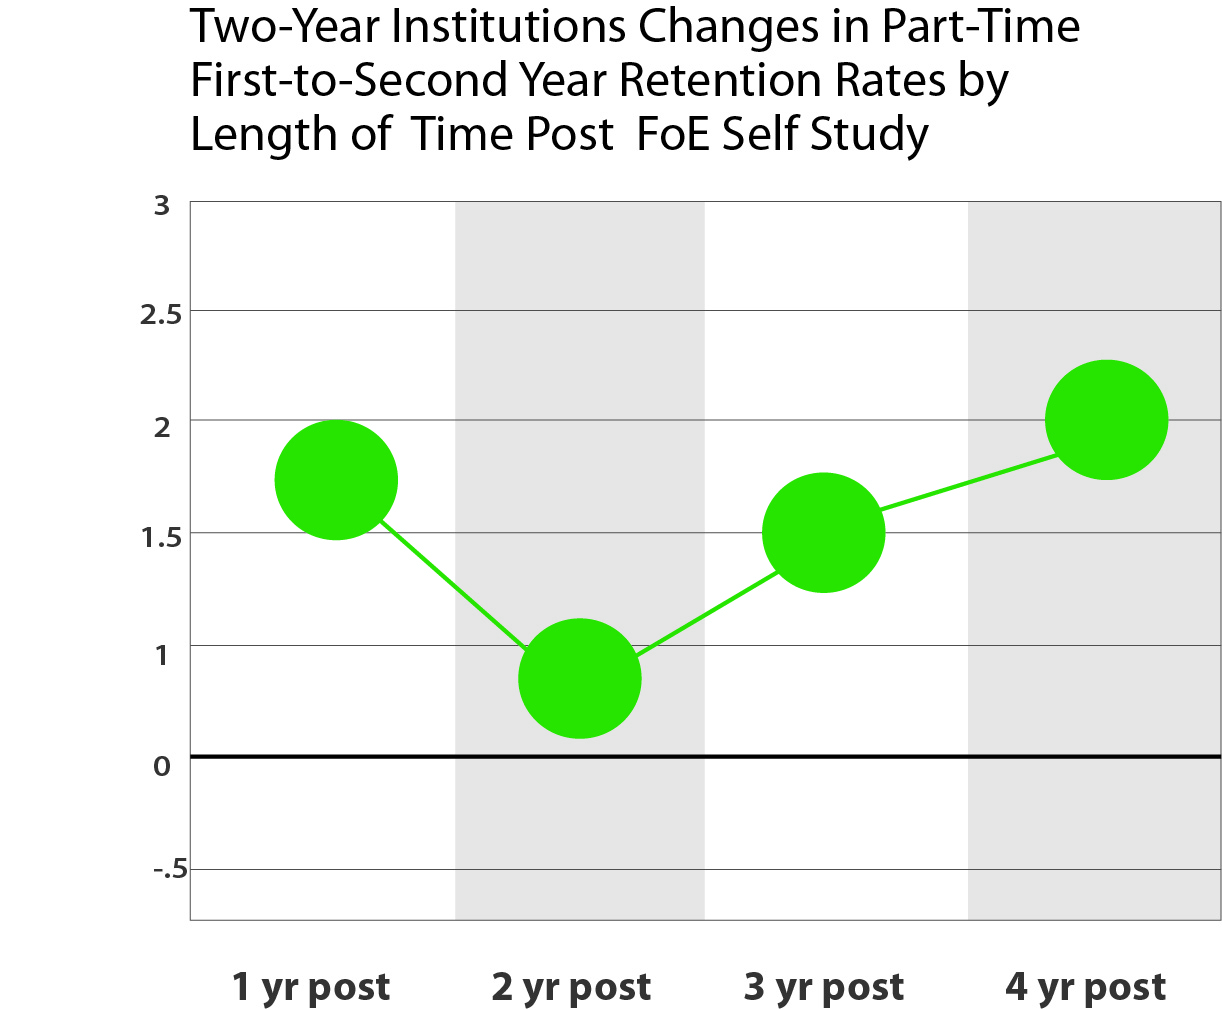 Two-Year Institutions Changes in Part-Time
First-to-Second Year Retention Rates by
Length of Time Post FoE Self Study
3
2.5
2
1.5
1
0
-.5
1 yr post
2 yr post
3 yr post
4 yr post